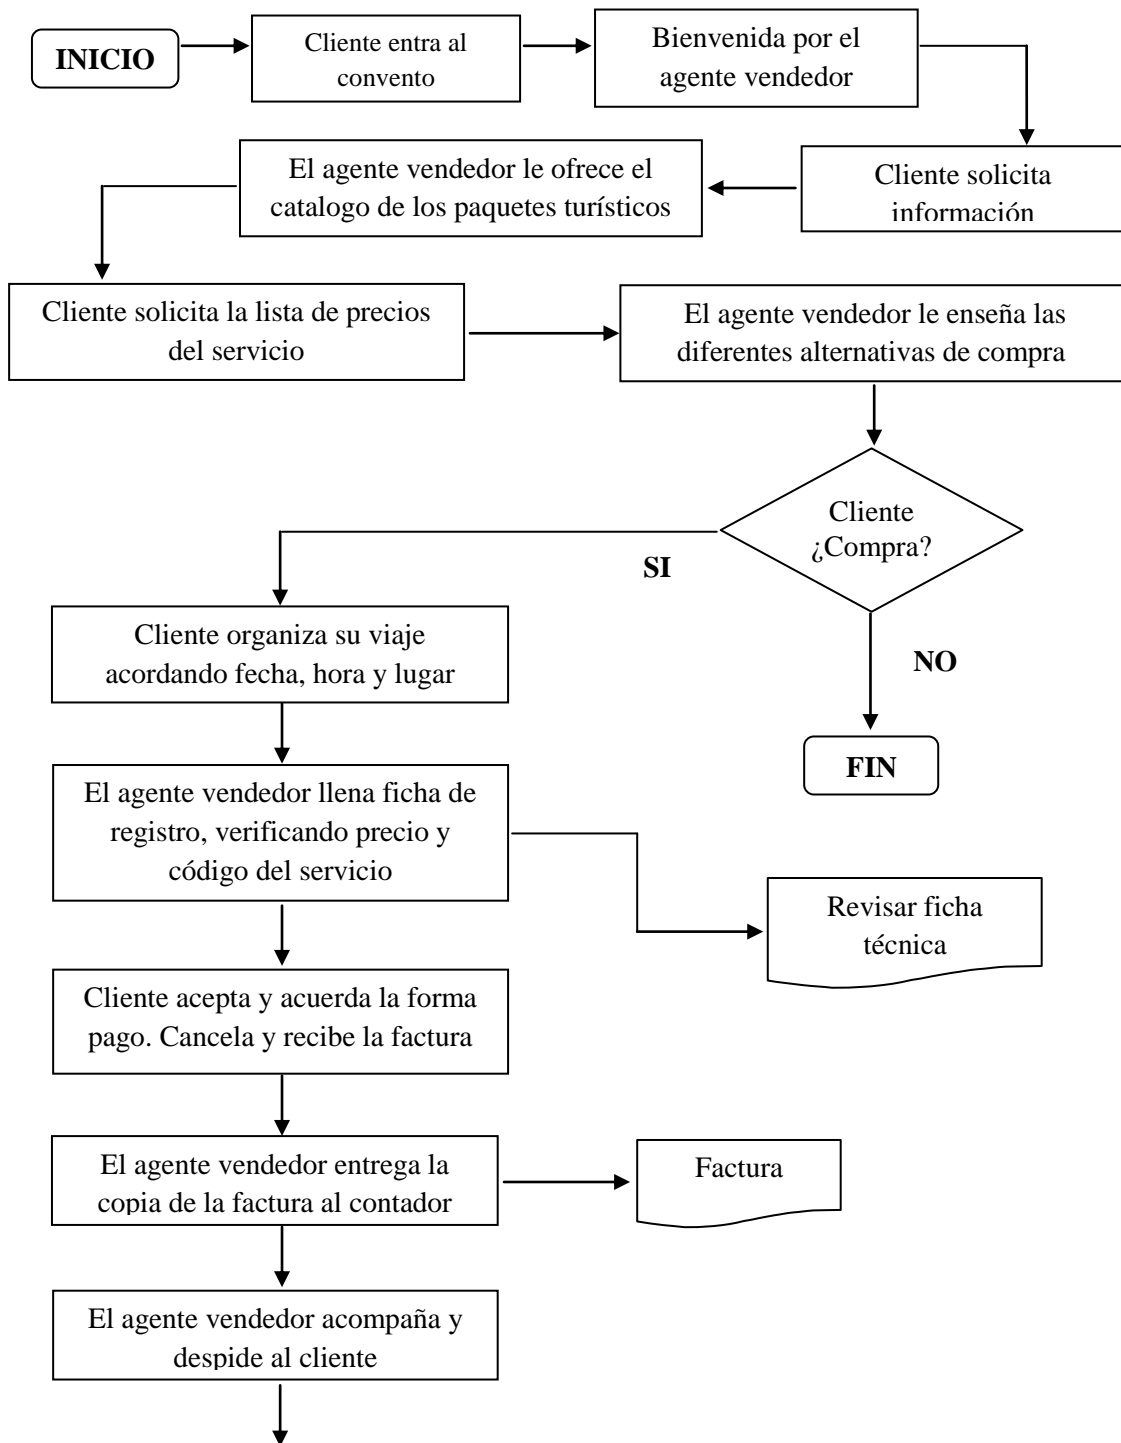 INICIO
Cliente entra al
convento
Bienvenida por el
agente vendedor
Cliente solicita
información
El agente vendedor le ofrece el
catalogo de los paquetes turísticos
Cliente solicita la lista de precios
del servicio
El agente vendedor le enseña las
diferentes alternativas de compra
Cliente
¿Compra?
SI
NO
FIN
Cliente organiza su viaje
acordando fecha, hora y lugar
El agente vendedor llena ficha de
registro, verificando precio y
código del servicio
Revisar ficha
técnica
Cliente acepta y acuerda la forma
pago. Cancela y recibe la factura
El agente vendedor entrega la
copia de la factura al contador
Factura
El agente vendedor acompaña y
despide al cliente